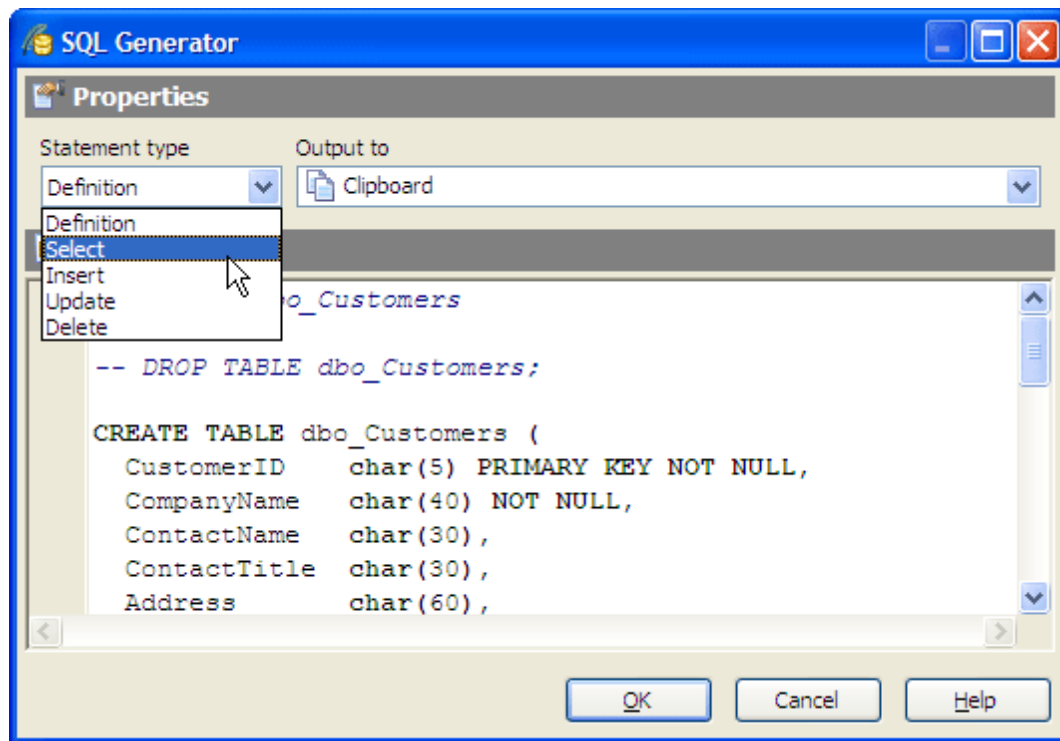 SQL Generator
Properties
Statement type Output to
Definition Clipboard
Definition
Select
Insert
Update
Delete
o_Customers
-- DROP TABLE dbo_Customers;
CREATE TABLE dbo_Customers (
CustomerID char(5) PRIMARY KEY NOT NULL,
CompanyName char(40) NOT NULL,
ContactName char(30),
ContactTitle char(30),
Address char(60),
OK Cancel Help